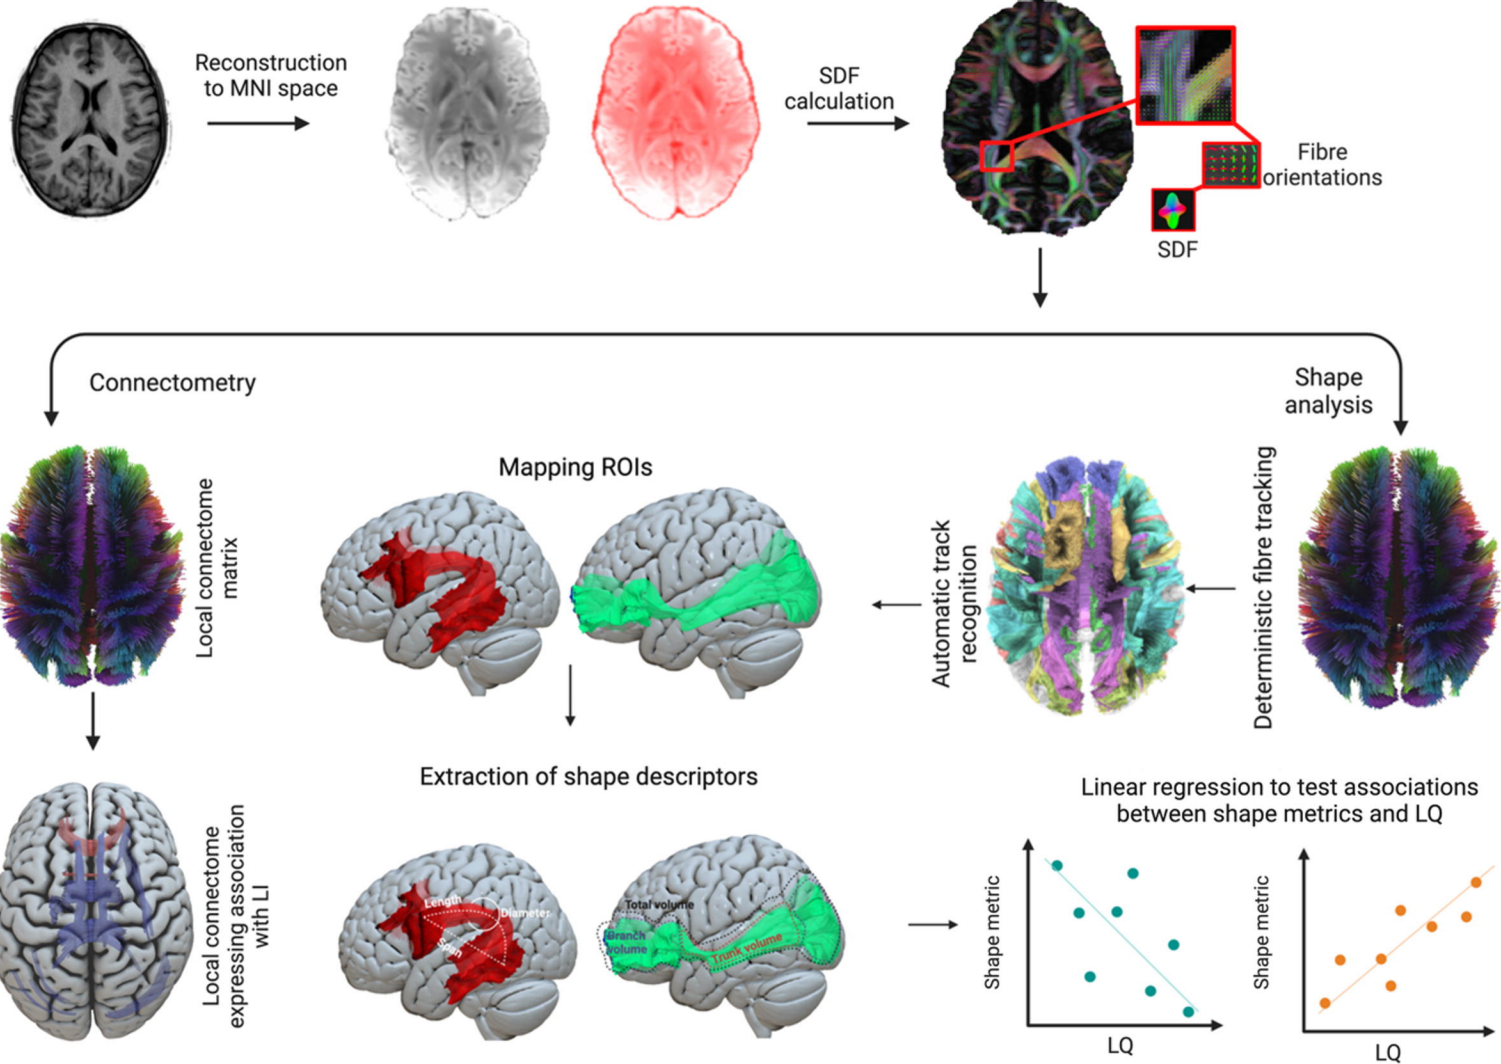 Reconstruction
to MNI space
SDF
calculation
Fibre
orientations
SDF
Connectometry
Shape
analysis
Local connectome
matrix
Mapping ROIs
Automatic track
recognition
Deterministic fibre tracking
Local connectome
expressing association
with LI
Extraction of shape descriptors
Length
Diameter
Span
Total volume
Branch
volume
Trunk volume
Linear regression to test associations
between shape metrics and LQ
Shape metric
LQ
Shape metric
LQ